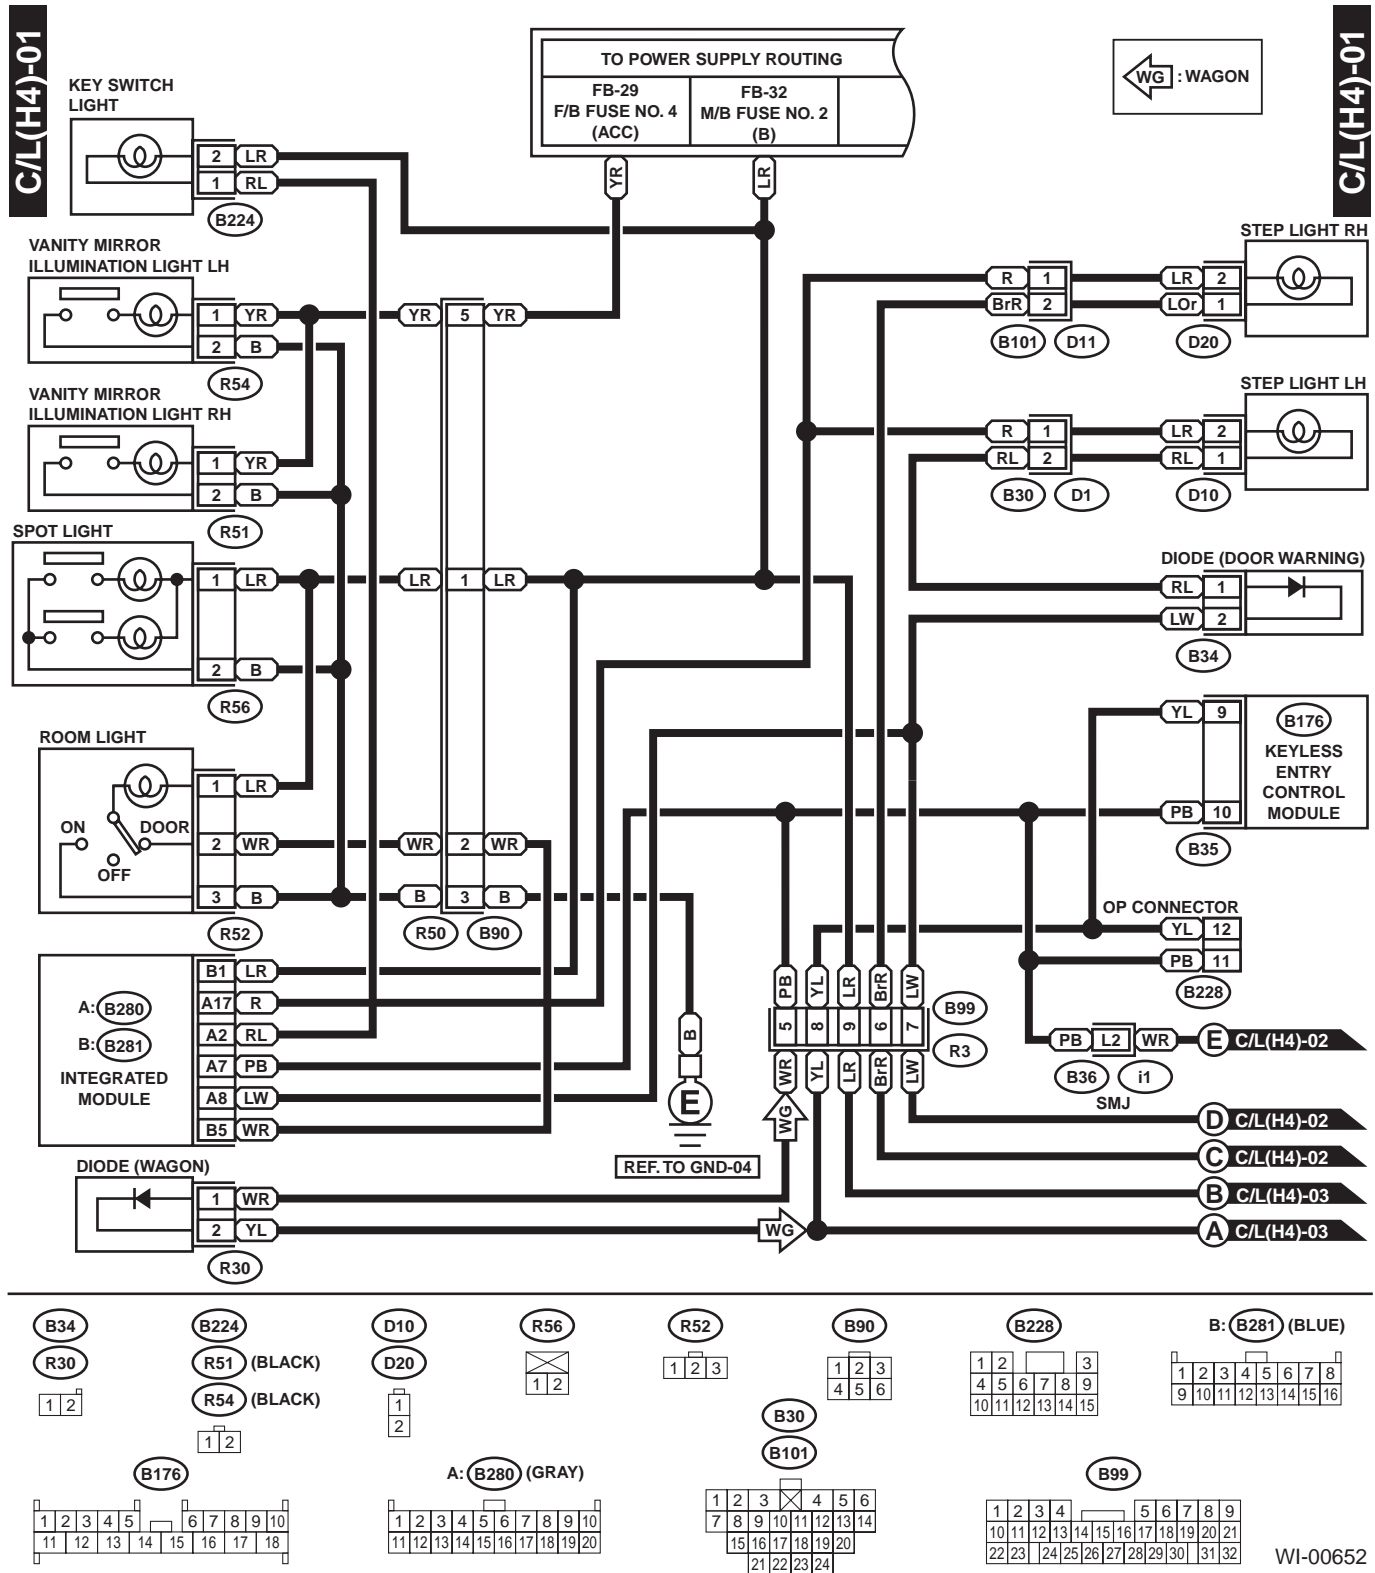 C/L(H4)-01
C/L(H4)-01
TO POWER SUPPLY ROUTING
FB-29
F/B FUSE NO. 4
(ACC)
FB-32
M/B FUSE NO. 2
(B)
WG : WAGON
YR
LR
KEY SWITCH
LIGHT
2 LR
1 RL
B224
VANITY MIRROR
ILLUMINATION LIGHT LH
1 YR
2 B
R54
YR 5 YR
VANITY MIRROR
ILLUMINATION LIGHT RH
1 YR
2 B
R51
SPOT LIGHT
1 LR
2 B
R56
LR 1 LR
ROOM LIGHT
ON
DOOR
OFF
1 LR
2 WR
3 B
R52
WR 2 WR
B 3 B
R50
B90
A: B280
B: B281
INTEGRATED
MODULE
B1 LR
A17 R
A2 RL
A7 PB
A8 LW
B5 WR
B
E
REF. TO GND-04
DIODE (WAGON)
1 WR
2 YL
R30
WG
WG
STEP LIGHT RH
R 1 LR 2
BrR 2 LOr 1
B101
D11
D20
STEP LIGHT LH
R 1 LR 2
RL 2 RL 1
B30
D1
D10
DIODE (DOOR WARNING)
RL 1
LW 2
B34
YL 9
PB 10
B176
KEYLESS
ENTRY
CONTROL
MODULE
B35
OP CONNECTOR
YL 12
PB 11
B228
PB YL LR BrR LW
5 8 9 6 7
WR YL LR BrR LW
B99
R3
PB L2 WR
B36
i1
SMJ
E C/L(H4)-02
D C/L(H4)-02
C C/L(H4)-02
B C/L(H4)-03
A C/L(H4)-03
B34
R30
1 2
B224
R51 (BLACK)
R54 (BLACK)
1 2
D10
D20
1
2
R56
1 2
R52
1 2 3
B90
1 2 3
4 5 6
B228
1 2 3
4 5 6 7 8 9
10 11 12 13 14 15
B: B281 (BLUE)
1 2 3 4 5 6 7 8
9 10 11 12 13 14 15 16
B176
1 2 3 4 5 6 7 8 9 10
11 12 13 14 15 16 17 18
A: B280 (GRAY)
1 2 3 4 5 6 7 8 9 10
11 12 13 14 15 16 17 18 19 20
B30
B101
1 2 3 4 5 6
7 8 9 10 11 12 13 14
15 16 17 18 19 20
21 22 23 24
B99
1 2 3 4 5 6 7 8 9
10 11 12 13 14 15 16 17 18 19 20 21
22 23 24 25 26 27 28 29 30 31 32
WI-00652